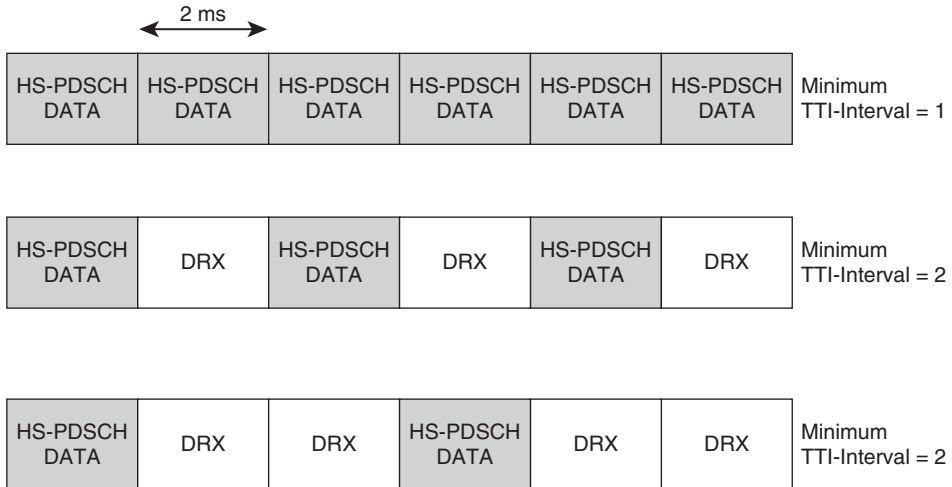 2 ms
HS-PDSCH DATA HS-PDSCH DATA HS-PDSCH DATA HS-PDSCH DATA HS-PDSCH DATA HS-PDSCH DATA Minimum TTI-Interval = 1
HS-PDSCH DATA DRX HS-PDSCH DATA DRX HS-PDSCH DATA DRX Minimum TTI-Interval = 2
HS-PDSCH DATA DRX DRX HS-PDSCH DATA DRX DRX Minimum TTI-Interval = 2